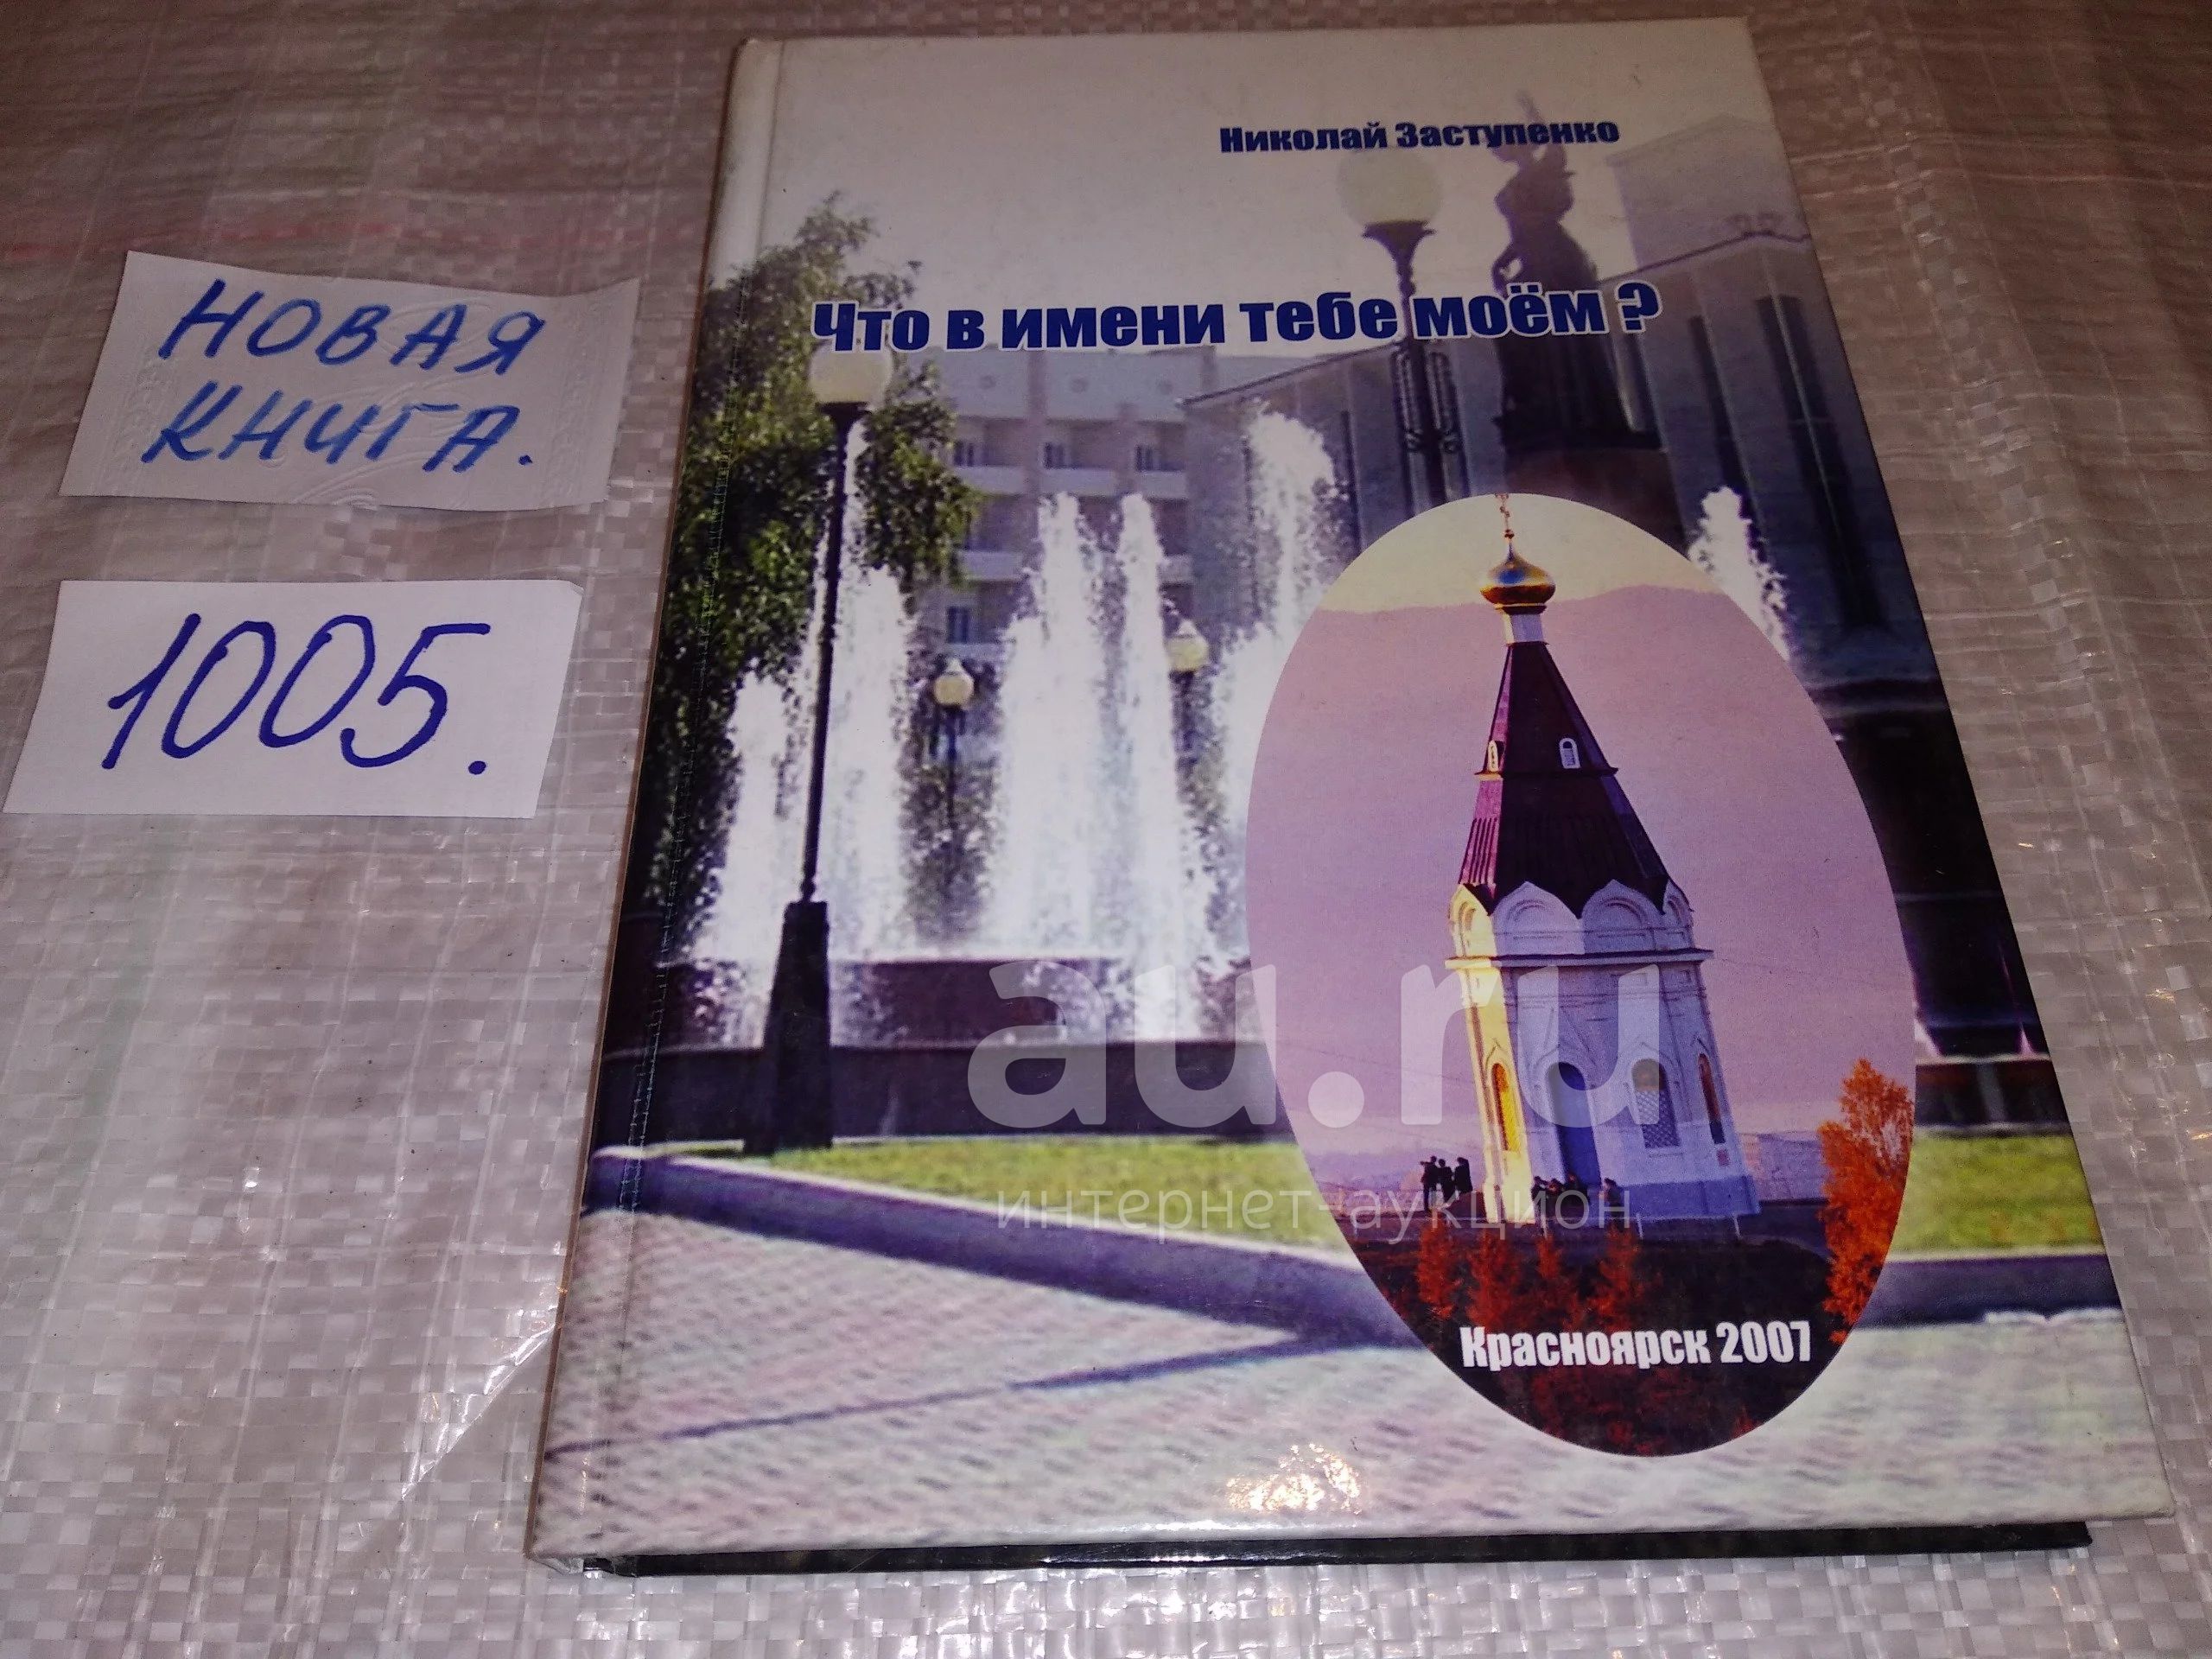 Николай Заступенко
Что в имени тебе моём ?
НОВАЯ
КНИГА.
1005.
au.ru
интернет-аукцион
Красноярск 2007